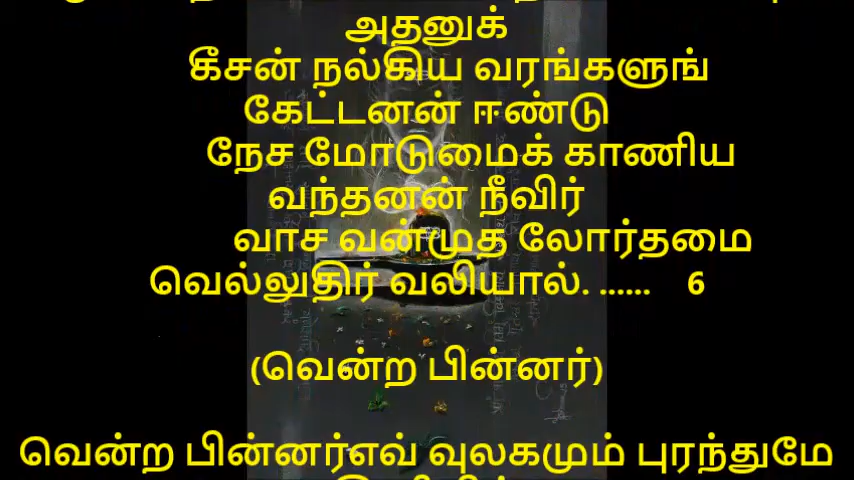 அதனுக்
கீசன் நல்கிய வரங்களுங்
கேட்டனன் ஈண்டு
நேச மோடுமைக் காணிய
வந்தனன் நீவிர்
வாச வன்முத லோர்தமை
வெல்லுதிர் வலியால். ...... 6
(வென்ற பின்னர்)
வென்ற பின்னர்எவ் வுலகமும் புரந்துமே